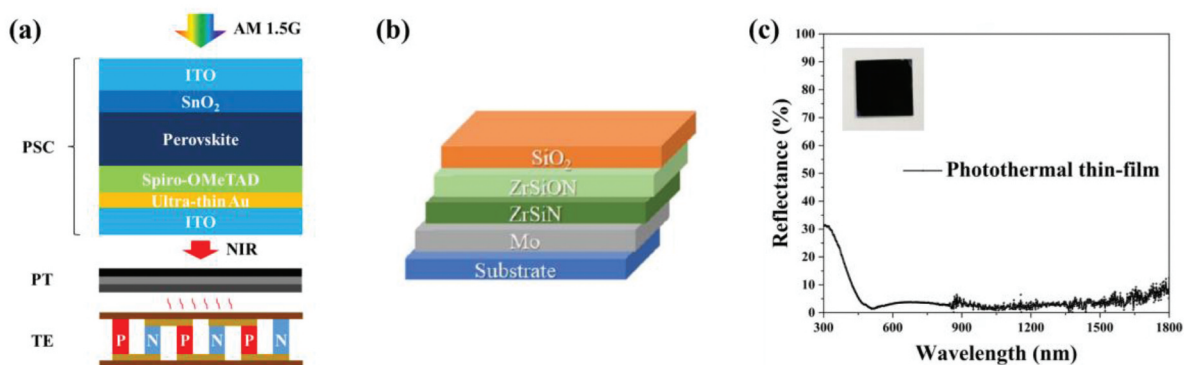 (a)
AM 1.5G
PSC
ITO
SnO₂
Perovskite
Spiro-OMeTAD
Ultra-thin Au
ITO
NIR
PT
TE
P N P N P N
(b)
SiO₂
ZrSiON
ZrSiN
Mo
Substrate
(c)
Reflectance (%)
100
90
80
70
60
50
40
30
20
10
0
Photothermal thin-film
300 600 900 1200 1500 1800
Wavelength (nm)